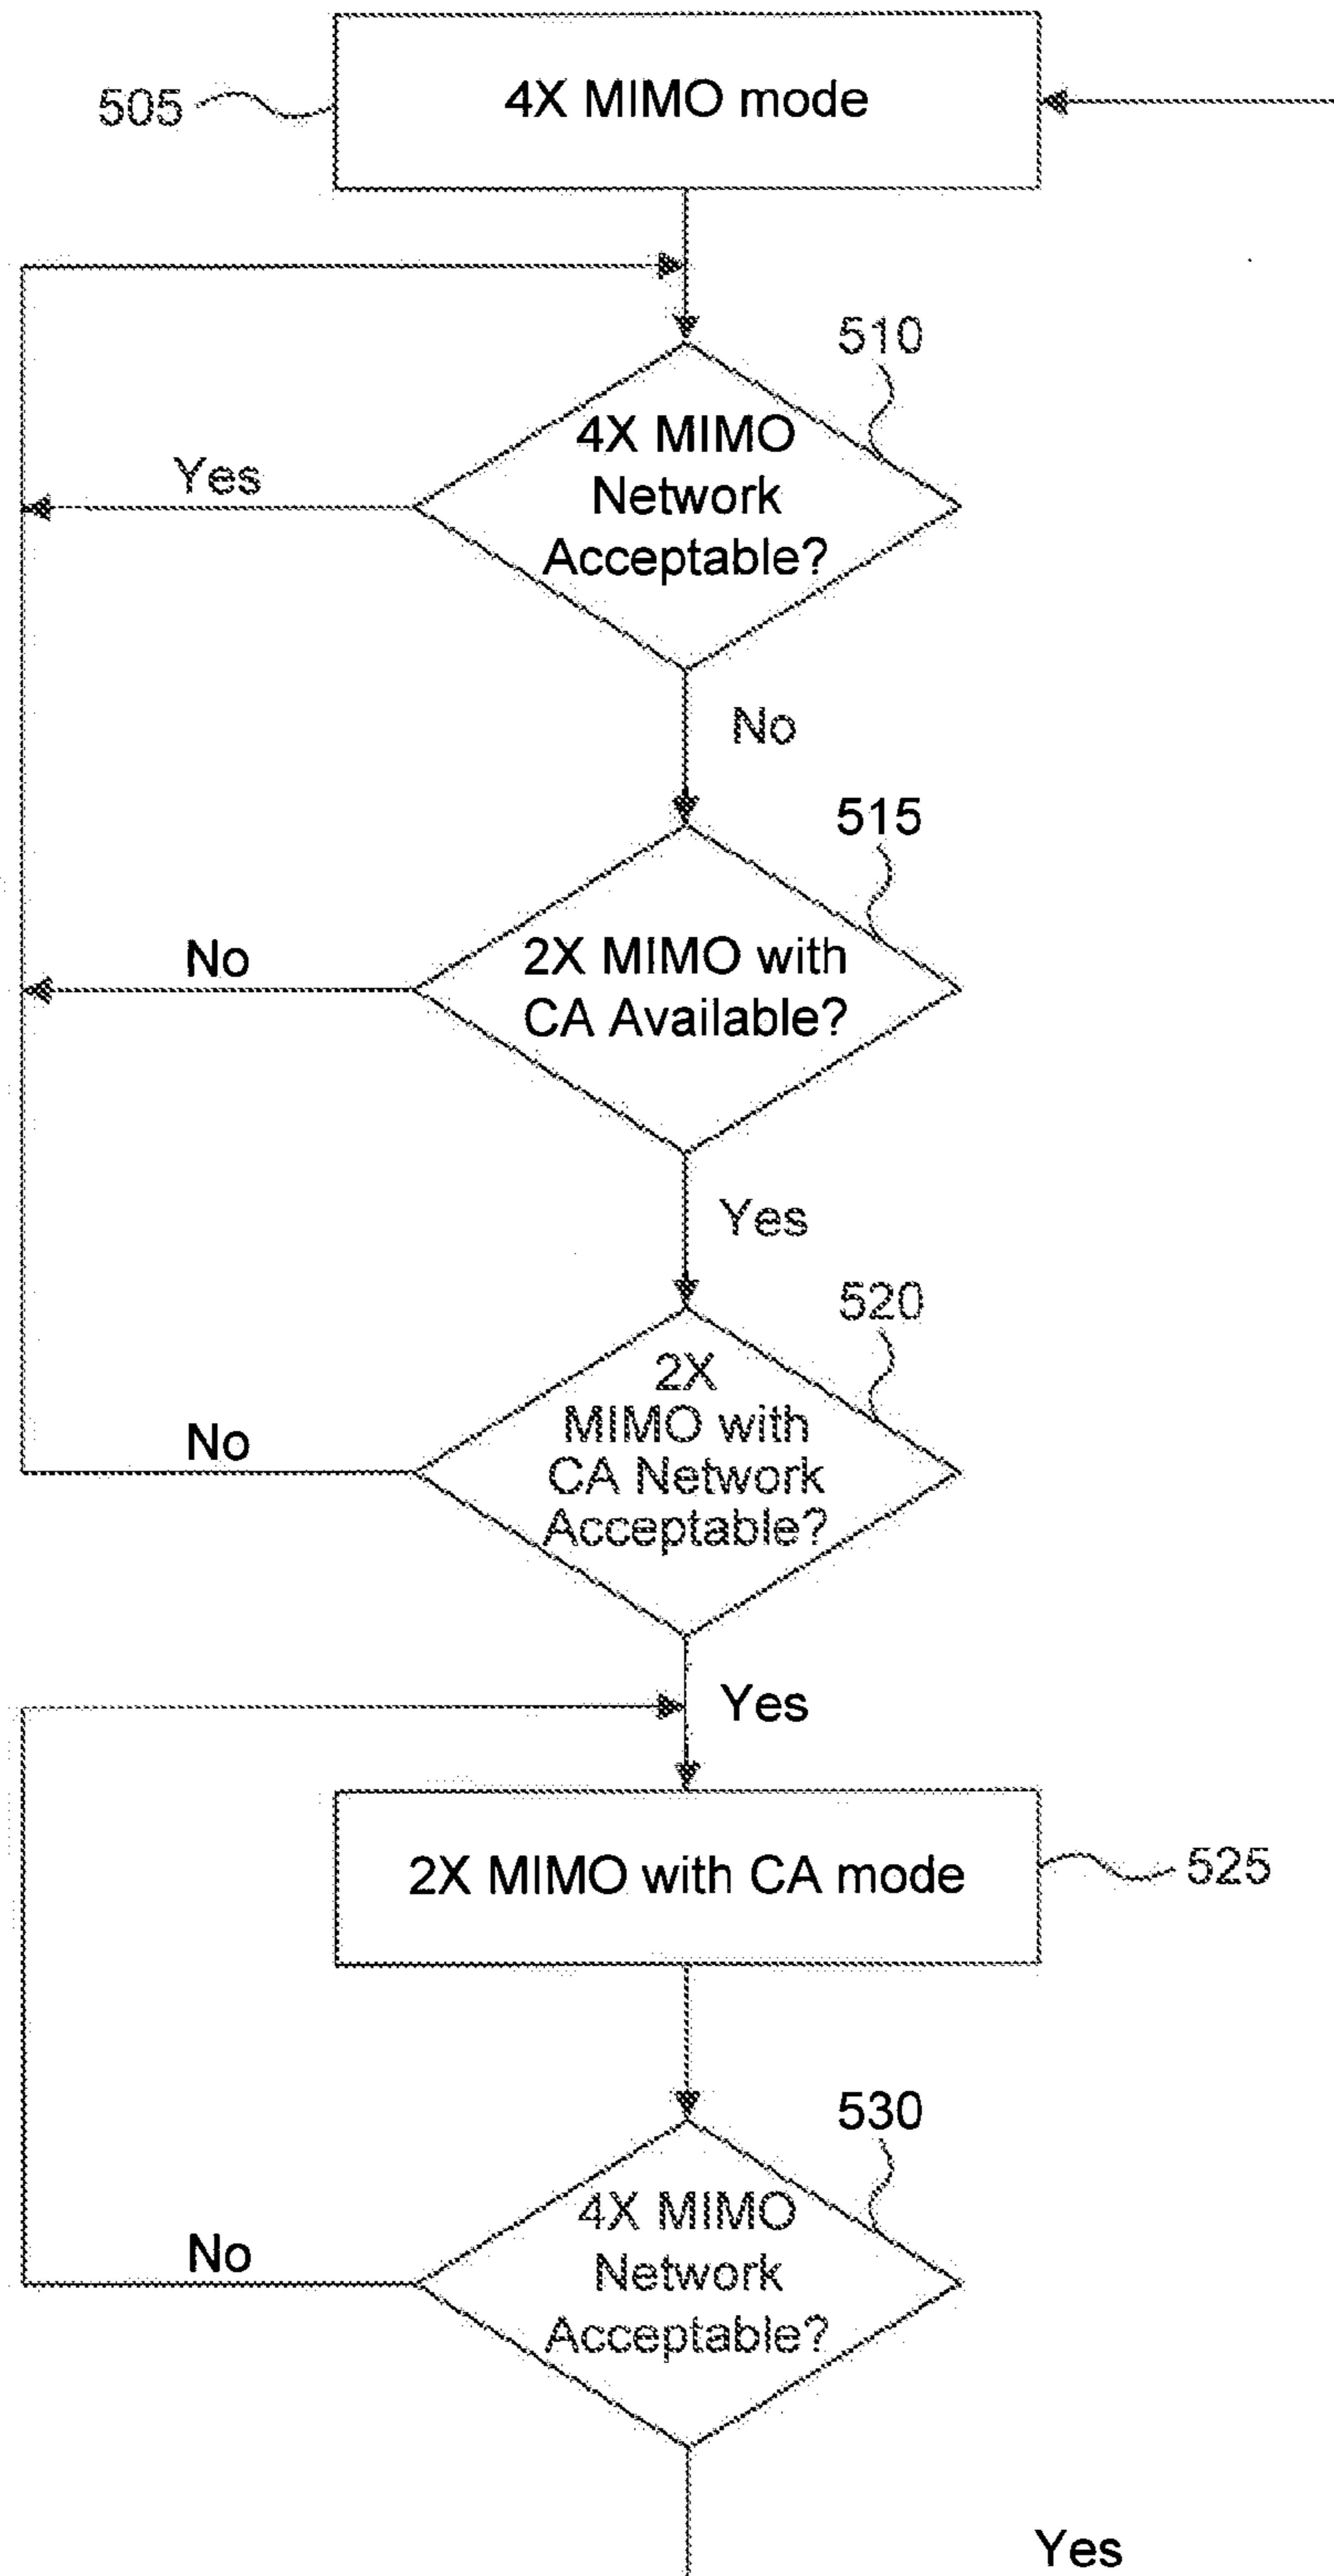 505
4X MIMO mode
510
4X MIMO
Network
Acceptable?
Yes
No
515
2X MIMO with
CA Available?
No
Yes
520
2X
MIMO with
CA Network
Acceptable?
No
Yes
2X MIMO with CA mode
525
530
4X MIMO
Network
Acceptable?
No
Yes